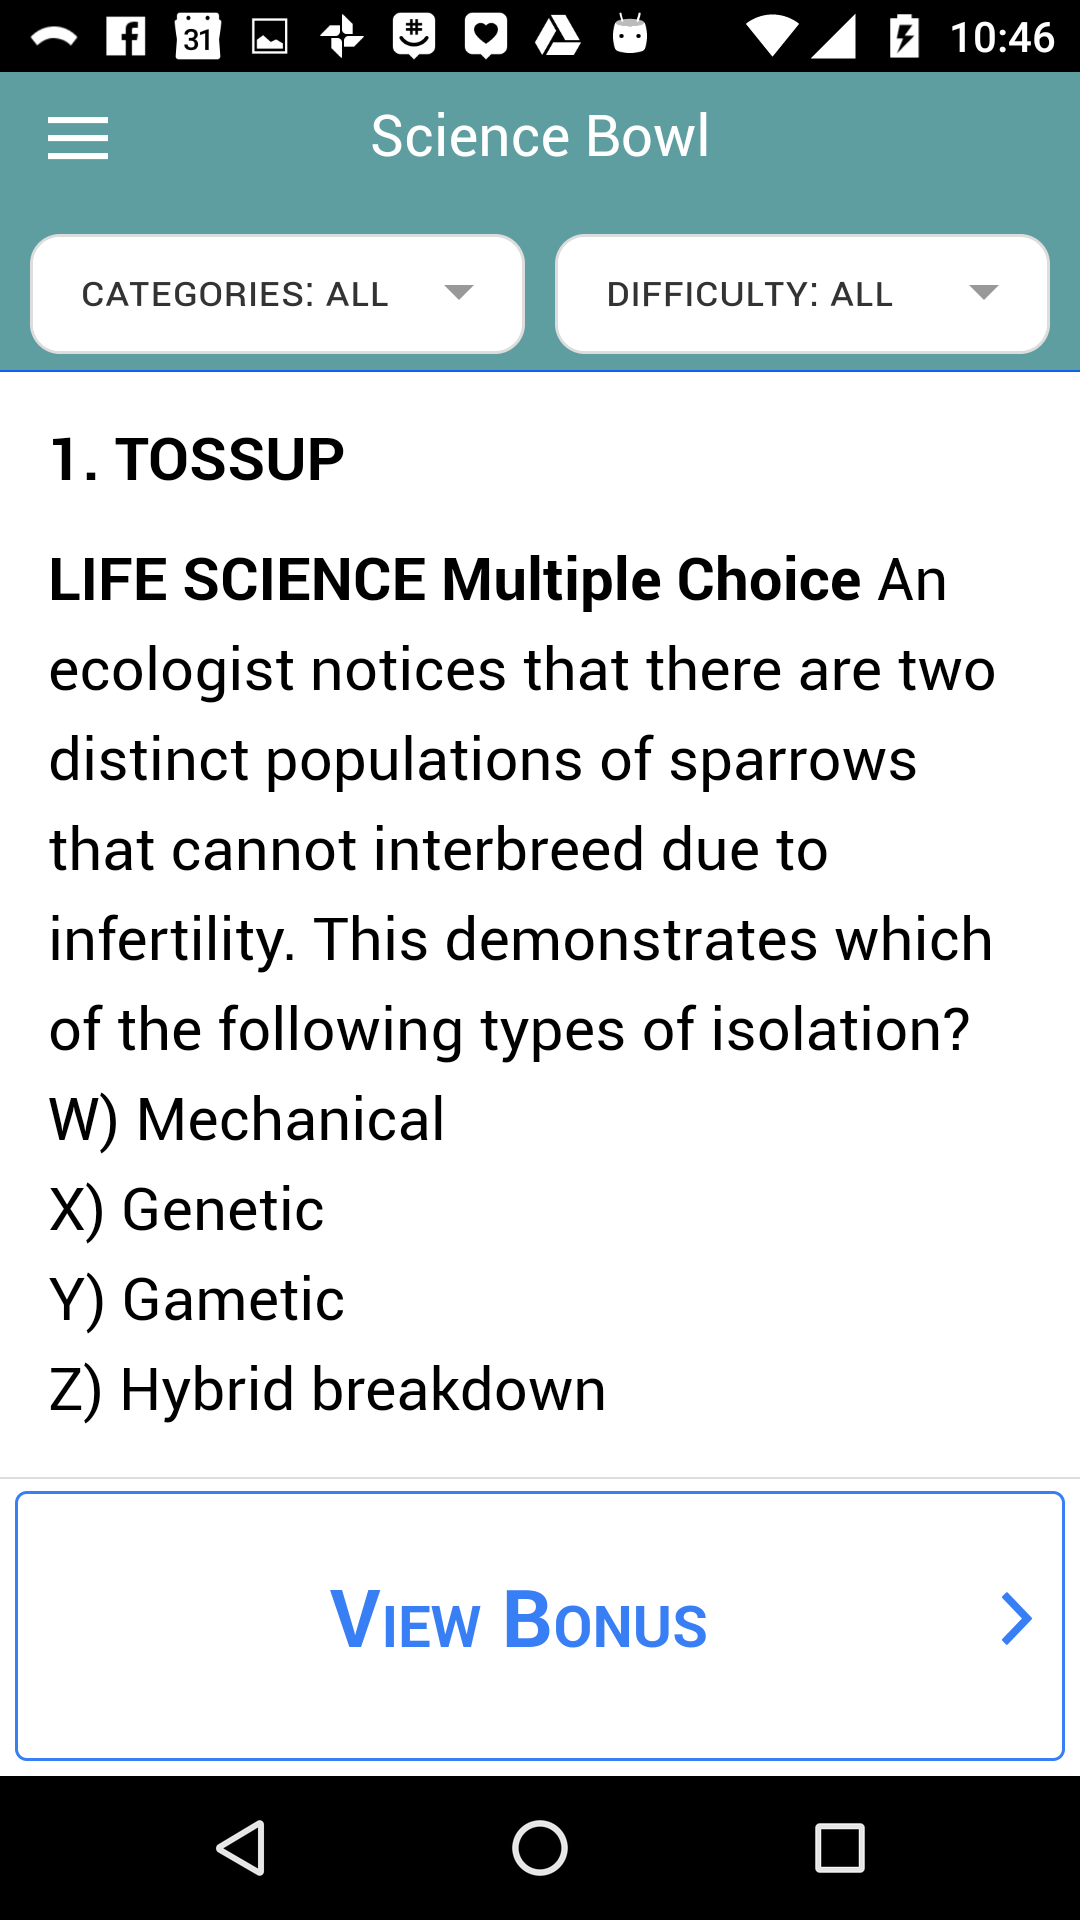 31
#
10:46
Science Bowl
CATEGORIES: ALL
DIFFICULTY: ALL
1. TOSSUP
LIFE SCIENCE Multiple Choice An
ecologist notices that there are two
distinct populations of sparrows
that cannot interbreed due to
infertility. This demonstrates which
of the following types of isolation?
W) Mechanical
X) Genetic
Y) Gametic
Z) Hybrid breakdown
View Bonus